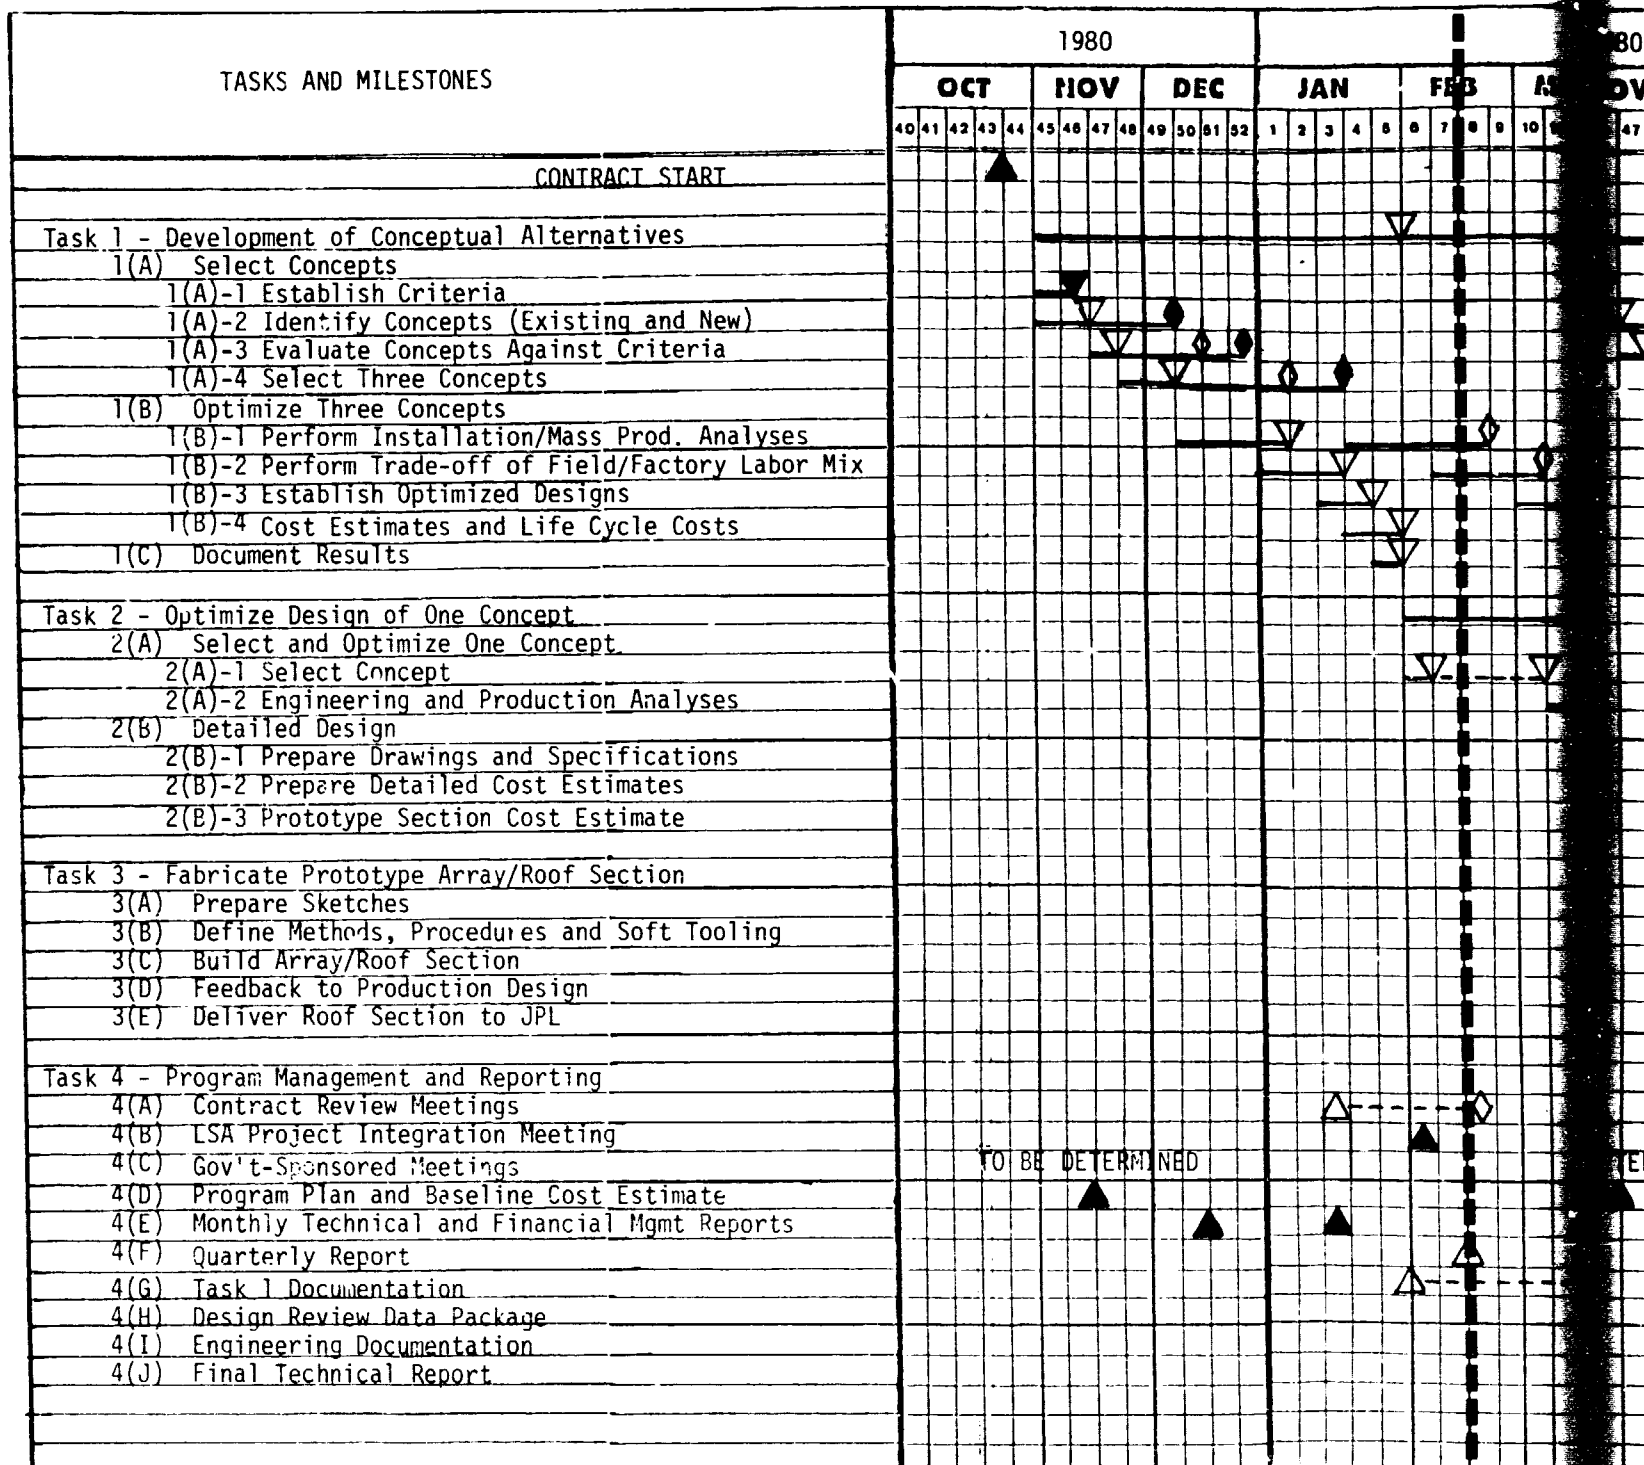 1980
80
TASKS AND MILESTONES
OCT NOV DEC JAN FEB
40 41 42 43 44 45 46 47 48 49 50 51 52 1 2 3 4 5 6 7 8 9 10 47
CONTRACT START
Task 1 - Development of Conceptual Alternatives
1(A) Select Concepts
1(A)-1 Establish Criteria
1(A)-2 Identify Concepts (Existing and New)
1(A)-3 Evaluate Concepts Against Criteria
1(A)-4 Select Three Concepts
1(B) Optimize Three Concepts
1(B)-1 Perform Installation/Mass Prod. Analyses
1(B)-2 Perform Trade-off of Field/Factory Labor Mix
1(B)-3 Establish Optimized Designs
1(B)-4 Cost Estimates and Life Cycle Costs
1(C) Document Results
Task 2 - Optimize Design of One Concept
2(A) Select and Optimize One Concept
2(A)-1 Select Concept
2(A)-2 Engineering and Production Analyses
2(B) Detailed Design
2(B)-1 Prepare Drawings and Specifications
2(B)-2 Prepare Detailed Cost Estimates
2(B)-3 Prototype Section Cost Estimate
Task 3 - Fabricate Prototype Array/Roof Section
3(A) Prepare Sketches
3(B) Define Methods, Procedures and Soft Tooling
3(C) Build Array/Roof Section
3(D) Feedback to Production Design
3(E) Deliver Roof Section to JPL
Task 4 - Program Management and Reporting
4(A) Contract Review Meetings
4(B) LSA Project Integration Meeting
4(C) Gov't-Sponsored Meetings TO BE DETERMINED
4(D) Program Plan and Baseline Cost Estimate
4(E) Monthly Technical and Financial Mgmt Reports
4(F) Quarterly Report
4(G) Task 1 Documentation
4(H) Design Review Data Package
4(I) Engineering Documentation
4(J) Final Technical Report